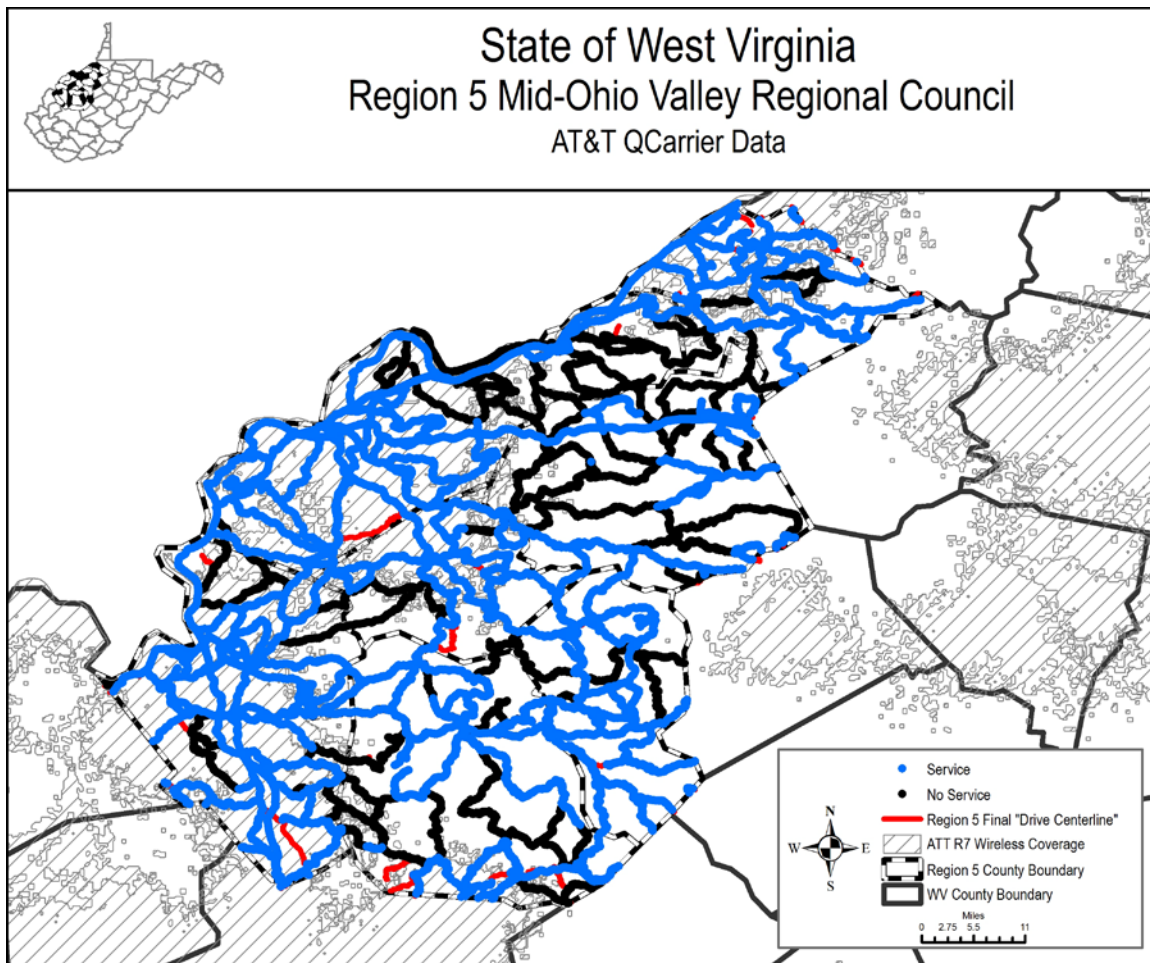 State of West Virginia
Region 5 Mid-Ohio Valley Regional Council
AT&T QCarrier Data
Service
No Service
Region 5 Final "Drive Centerline"
ATT R7 Wireless Coverage
Region 5 County Boundary
WV County Boundary
N
W E
S
Miles
0 2.75 5.5 11